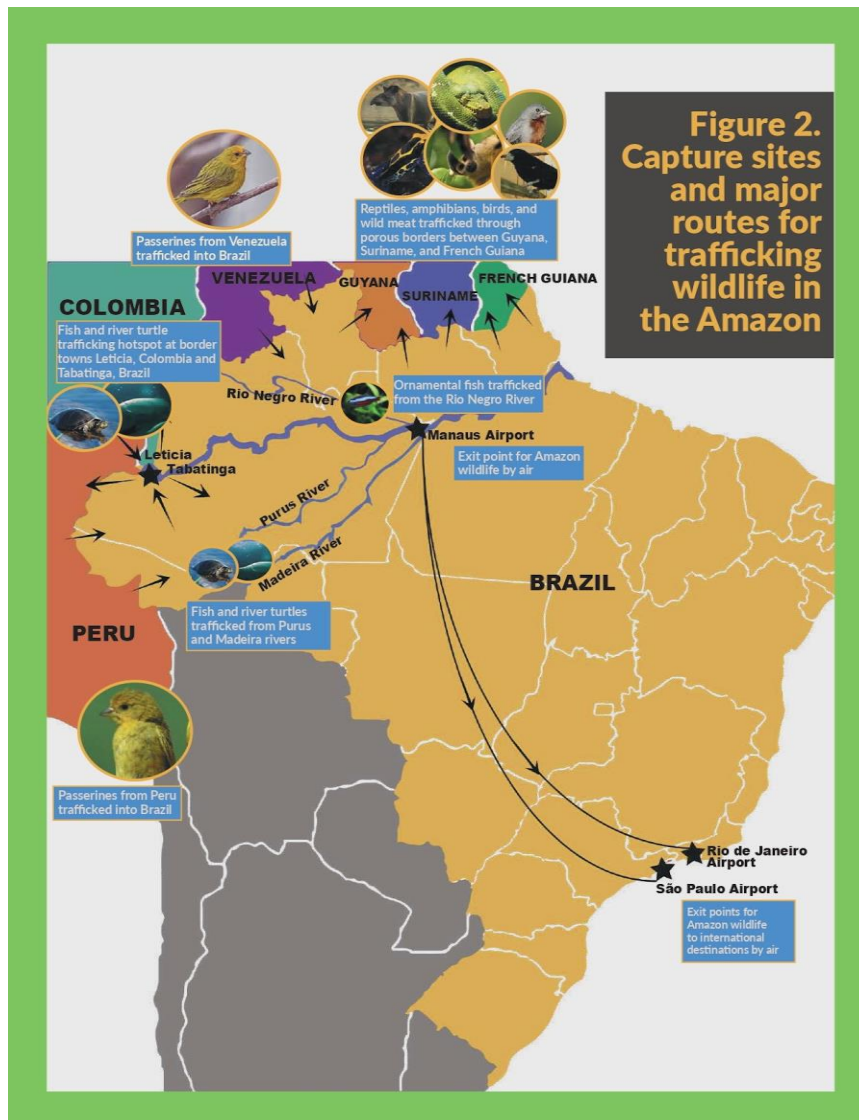 Figure 2.
Capture sites
and major
routes for
trafficking
wildlife in
the Amazon
Passerines from Venezuela
trafficked into Brazil
Reptiles, amphibians, birds, and
wild meat trafficked through
porous borders between Guyana,
Suriname, and French Guiana
COLOMBIA
VENEZUELA
GUYANA
SURINAME
FRENCH GUIANA
Fish and river turtle
trafficking hotspot at border
towns Leticia, Colombia and
Tabatinga, Brazil
Rio Negro River
Ornamental fish trafficked
from the Rio Negro River
Manaus Airport
Exit point for Amazon
wildlife by air
Leticia
Tabatinga
Purus River
Madeira River
Fish and river turtles
trafficked from Purus
and Madeira rivers
BRAZIL
PERU
Passerines from Peru
trafficked into Brazil
Rio de Janeiro
Airport
São Paulo Airport
Exit points for
Amazon wildlife
to international
destinations by air